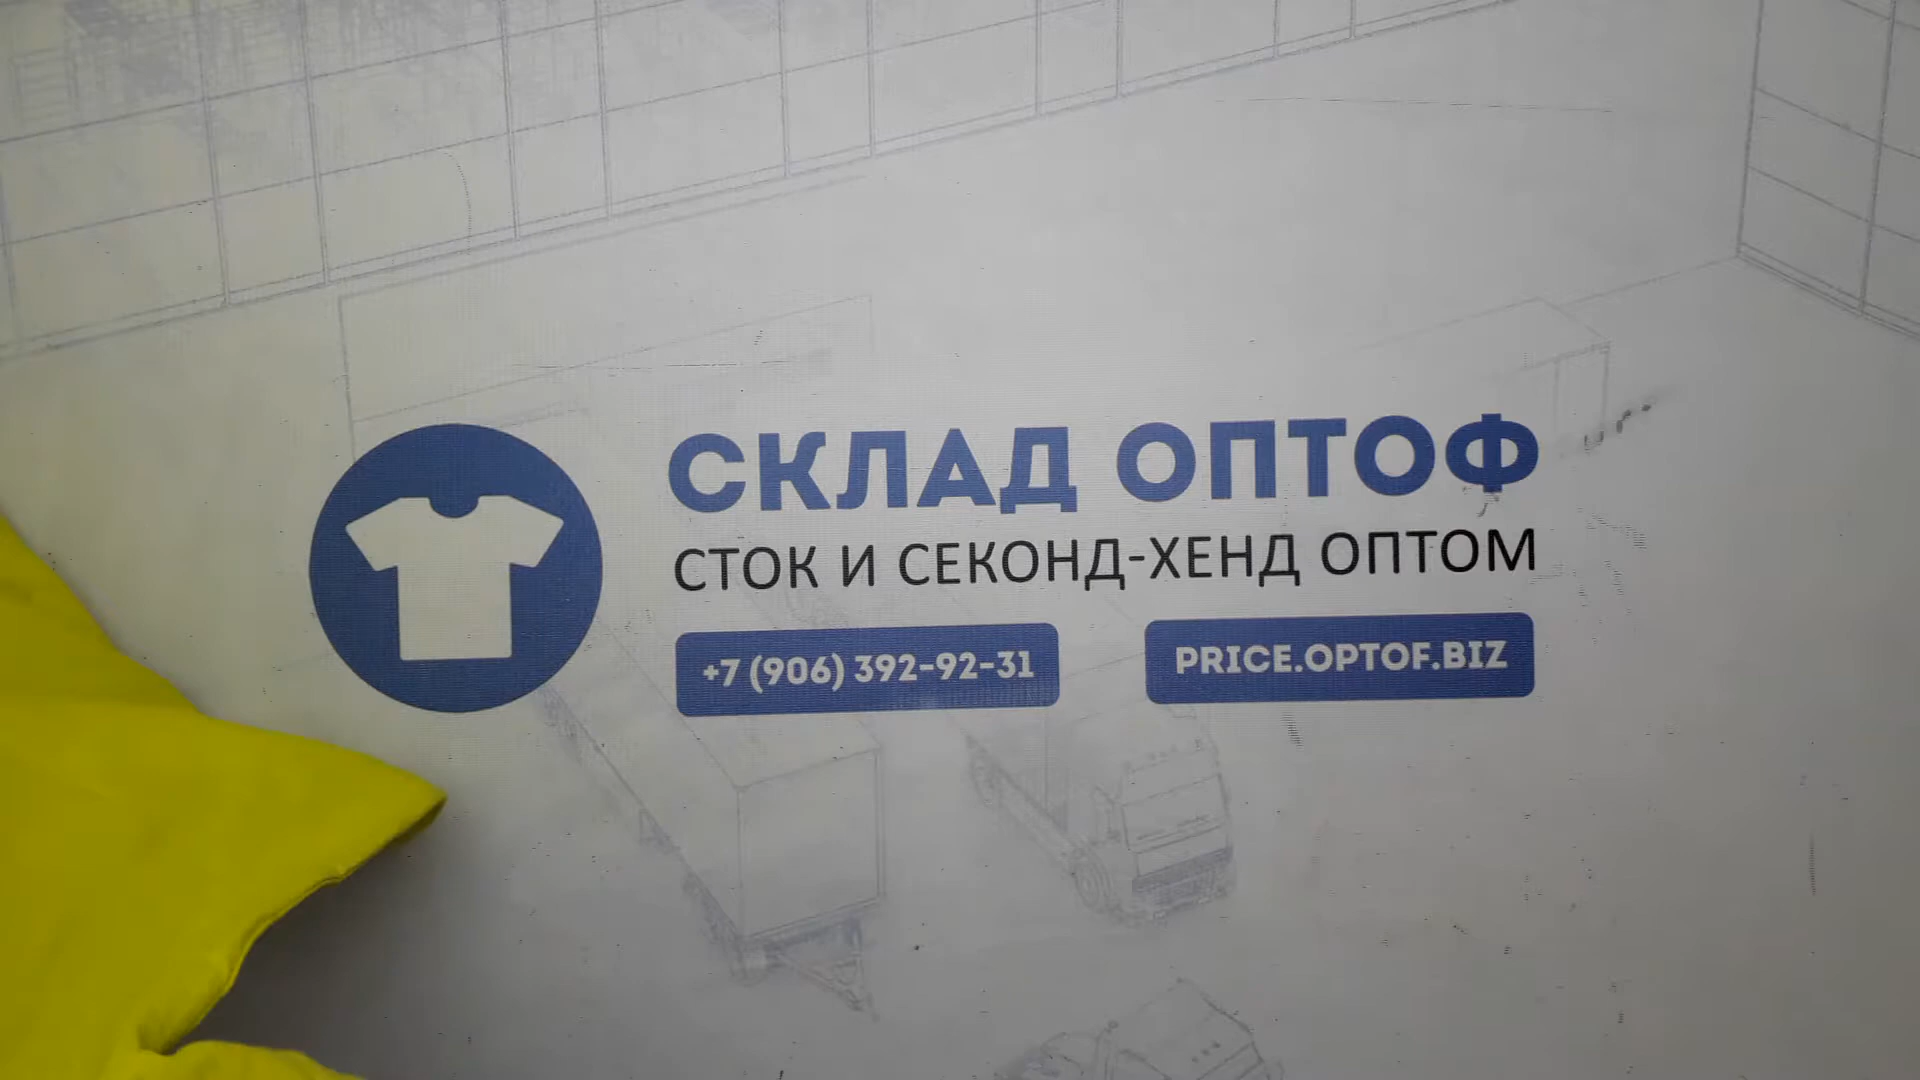 СКЛАД ОПТОФ
СТОК И СЕКОНД-ХЕНД ОПТОМ
+7 (906) 392-92-31
PRICE.OPTOF.BIZ